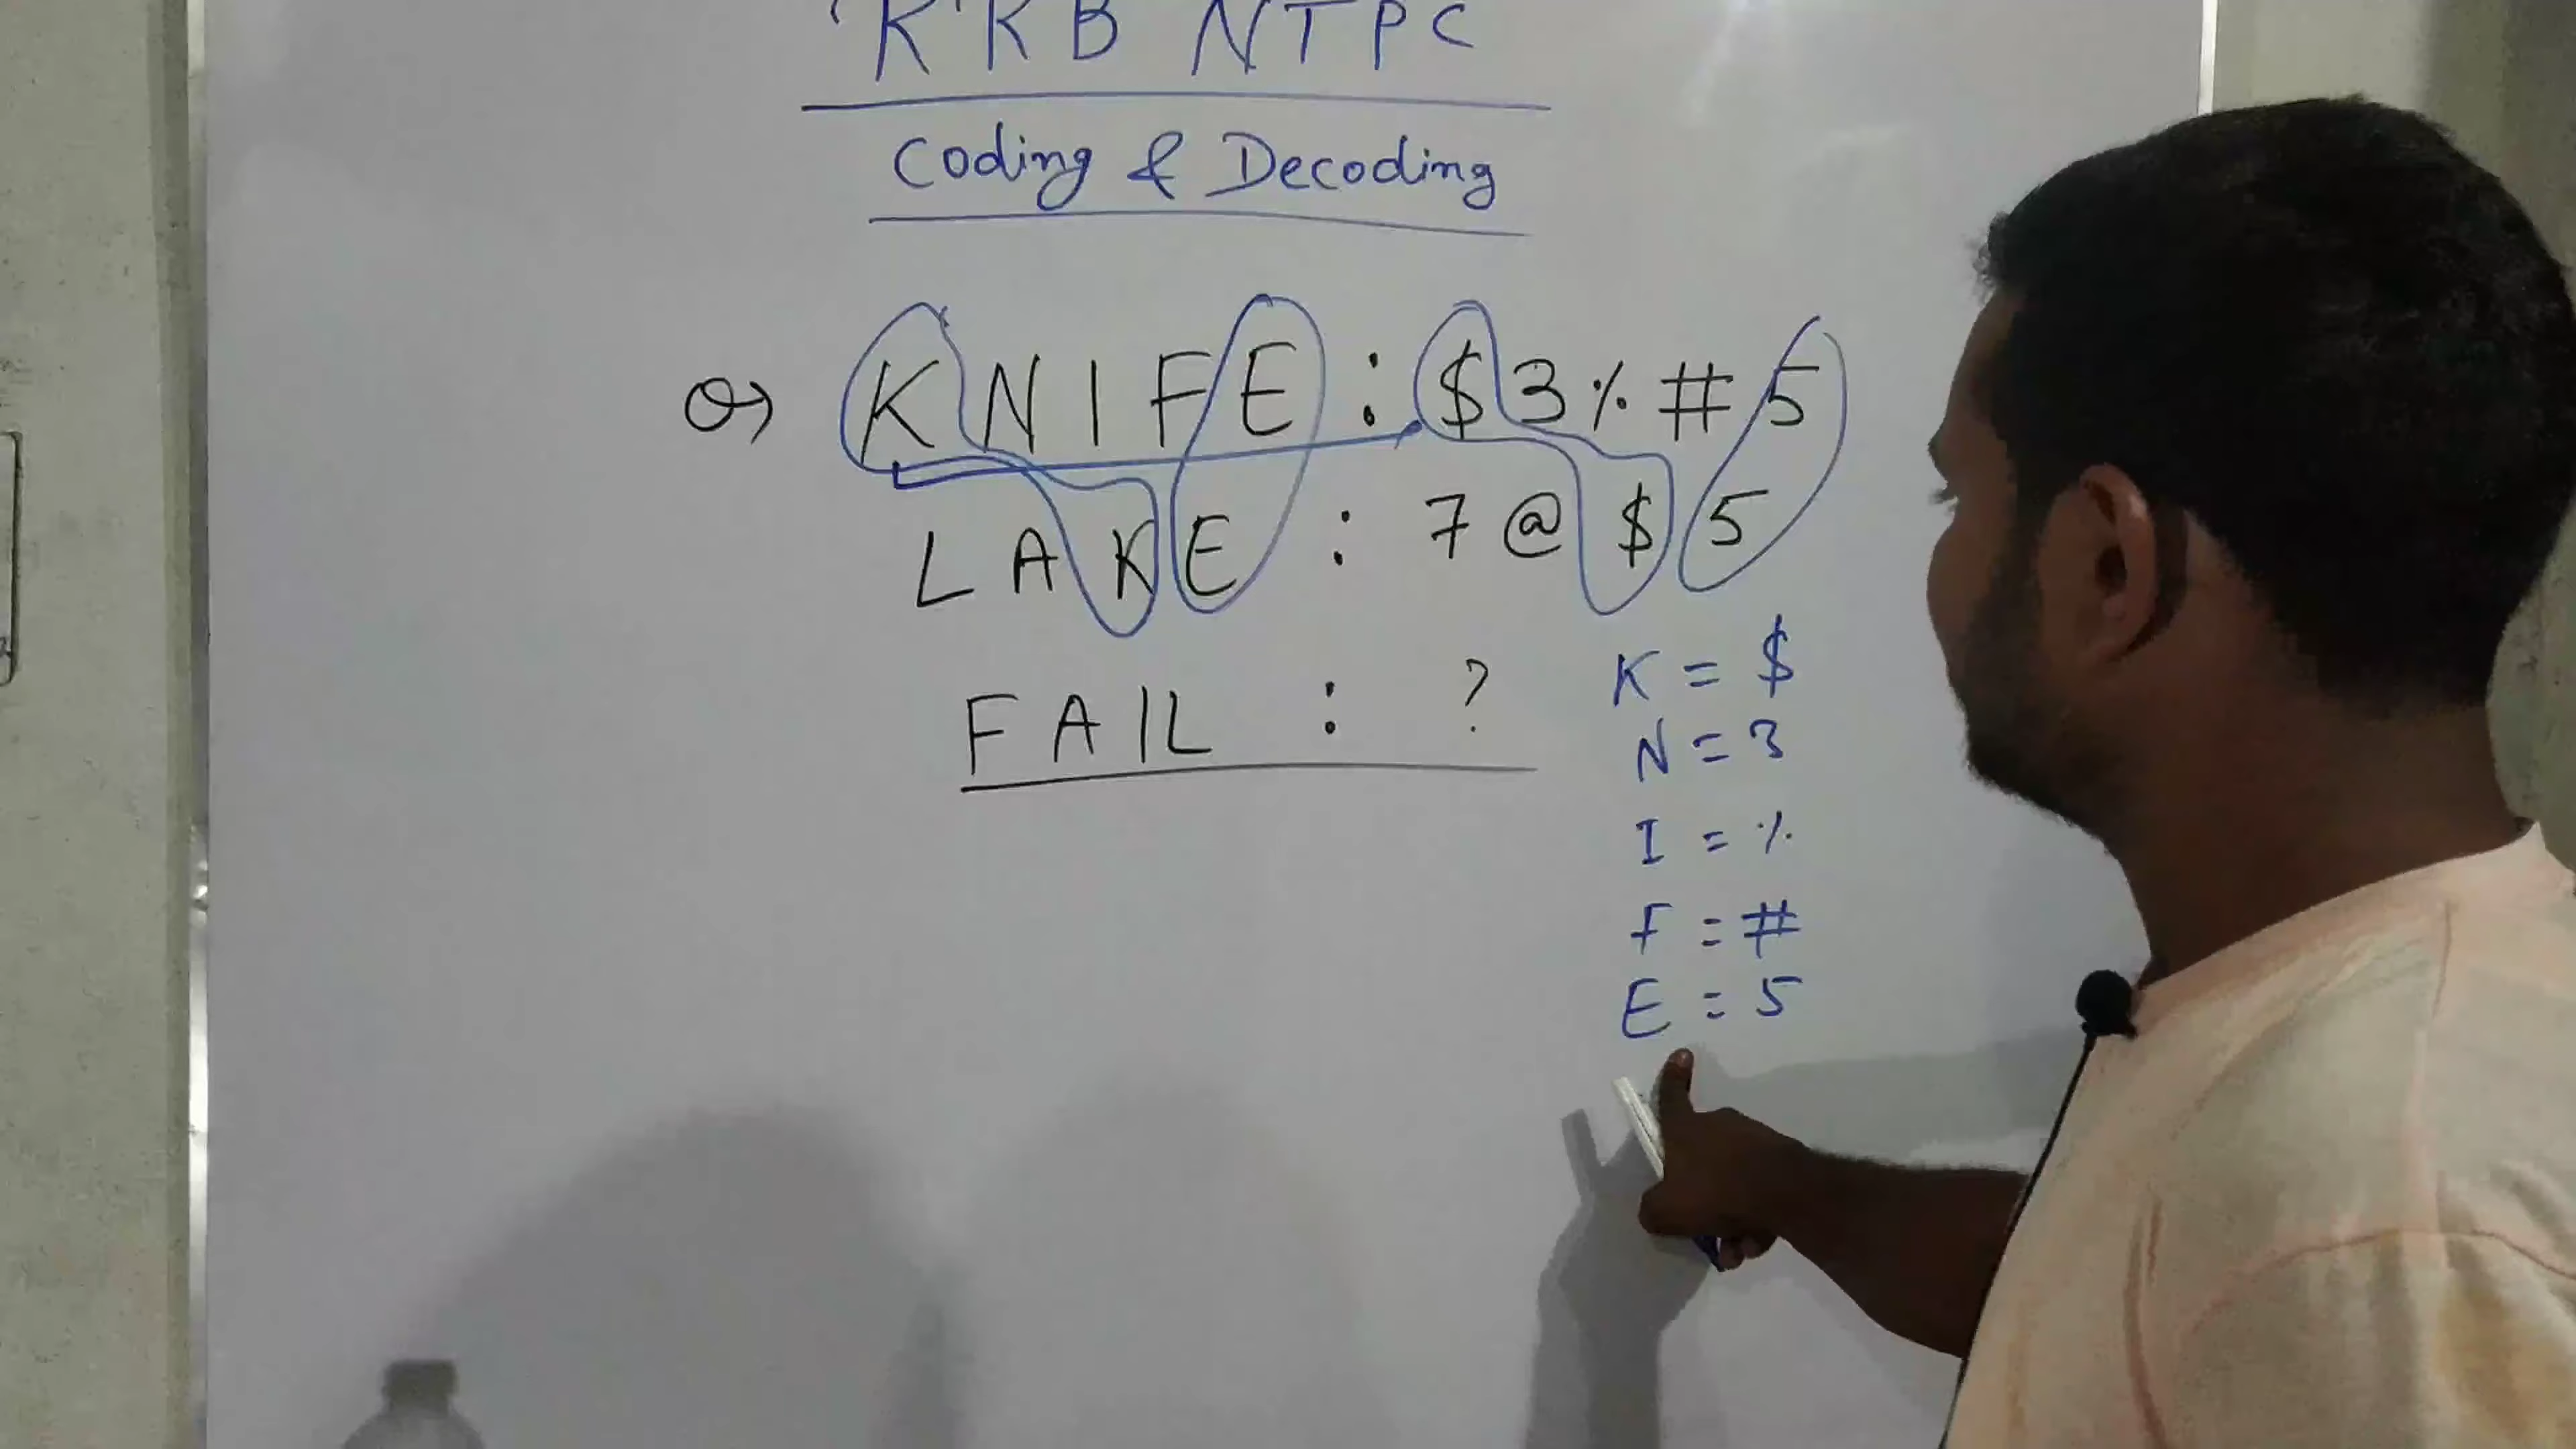 RRB NTPC
Coding & Decoding
Q) KNIFE : $3%#5
LAKE : 7@$5
FAIL : ?
K = $
N = 3
I = %
F = #
E = 5